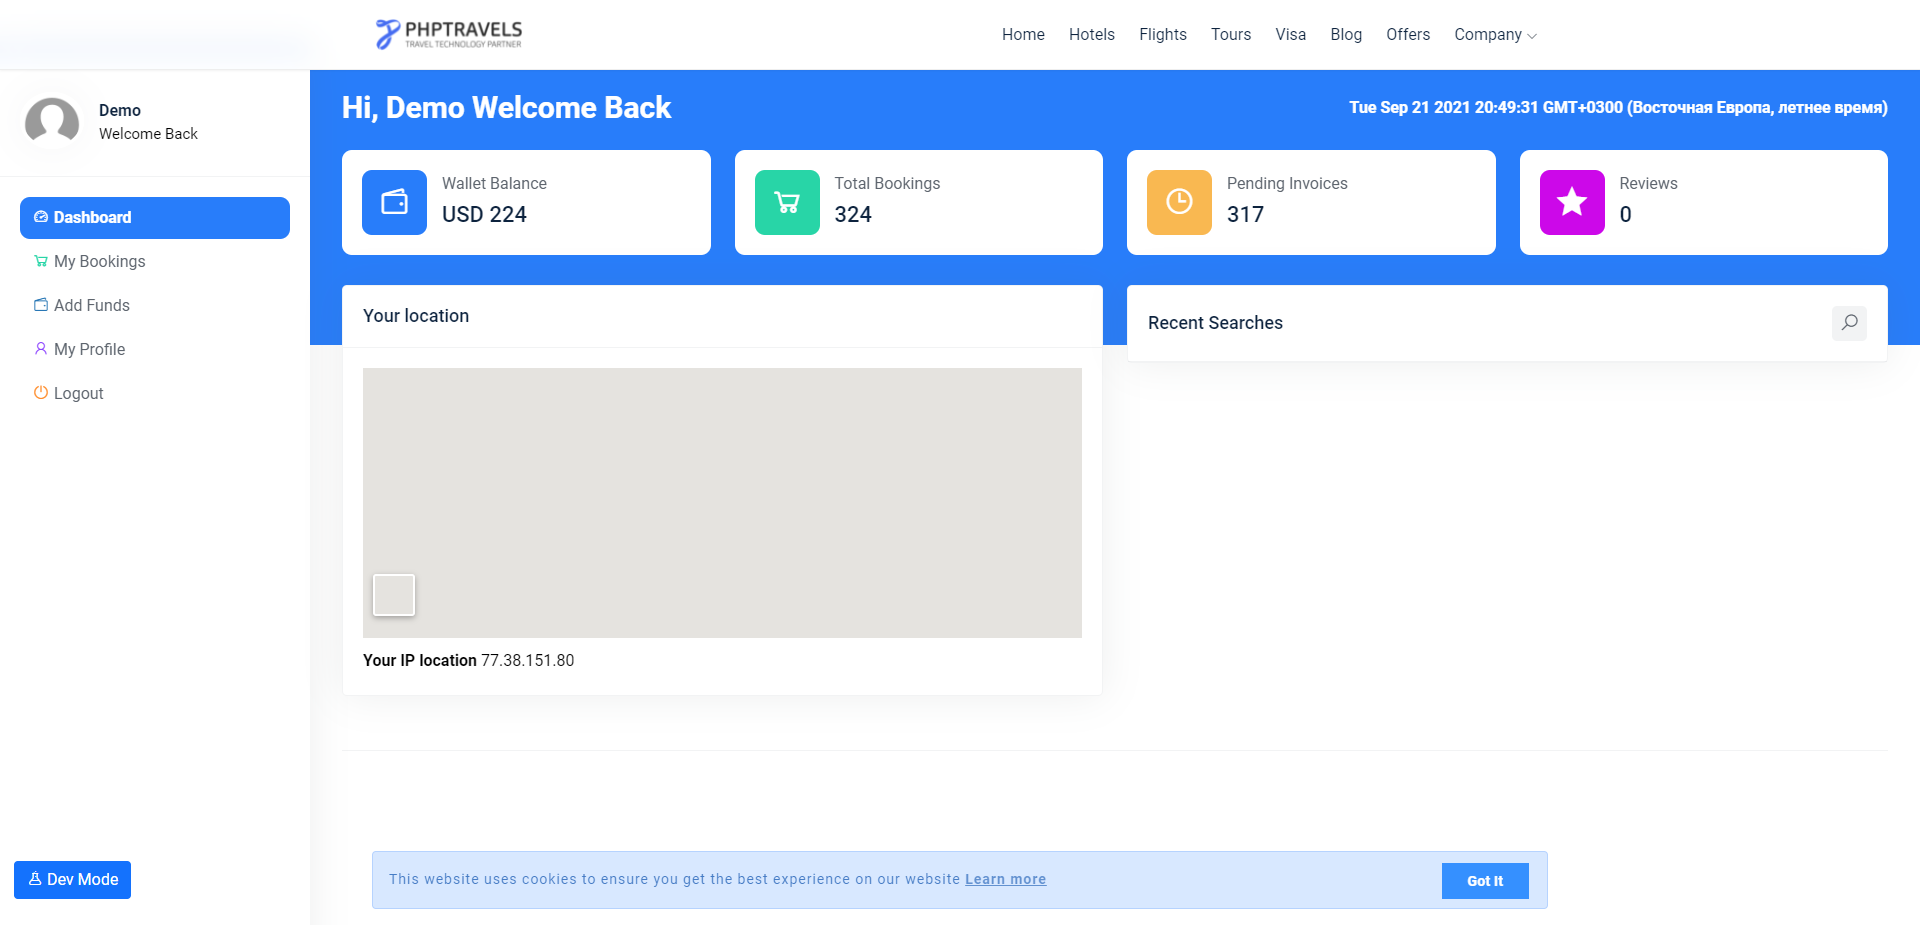 PHPTRAVELS
TRAVEL TECHNOLOGY PARTNER
Home Hotels Flights Tours Visa Blog Offers Company
Demo
Welcome Back
Dashboard
My Bookings
Add Funds
My Profile
Logout
Dev Mode
Hi, Demo Welcome Back
Tue Sep 21 2021 20:49:31 GMT+0300 (Восточная Европа, летнее время)
Wallet Balance
USD 224
Total Bookings
324
Pending Invoices
317
Reviews
0
Your location
Your IP location 77.38.151.80
Recent Searches
This website uses cookies to ensure you get the best experience on our website Learn more
Got It